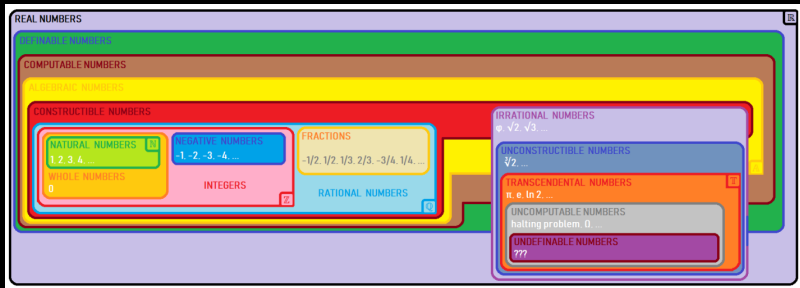 REAL NUMBERS
ℝ
DEFINABLE NUMBERS
COMPUTABLE NUMBERS
ALGEBRAIC NUMBERS
CONSTRUCTIBLE NUMBERS
NATURAL NUMBERS
ℕ
1, 2, 3, 4, ...
WHOLE NUMBERS
0
NEGATIVE NUMBERS
-1, -2, -3, -4, ...
INTEGERS
ℤ
FRACTIONS
-1/2, 1/2, 1/3, 2/3, -3/4, 1/4, ...
RATIONAL NUMBERS
ℚ
IRRATIONAL NUMBERS
φ, √2, √3, ...
UNCONSTRUCTIBLE NUMBERS
∛2, ...
TRANSCENDENTAL NUMBERS
𝕋
π, e, ln 2, ...
UNCOMPUTABLE NUMBERS
halting problem, Ω, ...
UNDEFINABLE NUMBERS
???